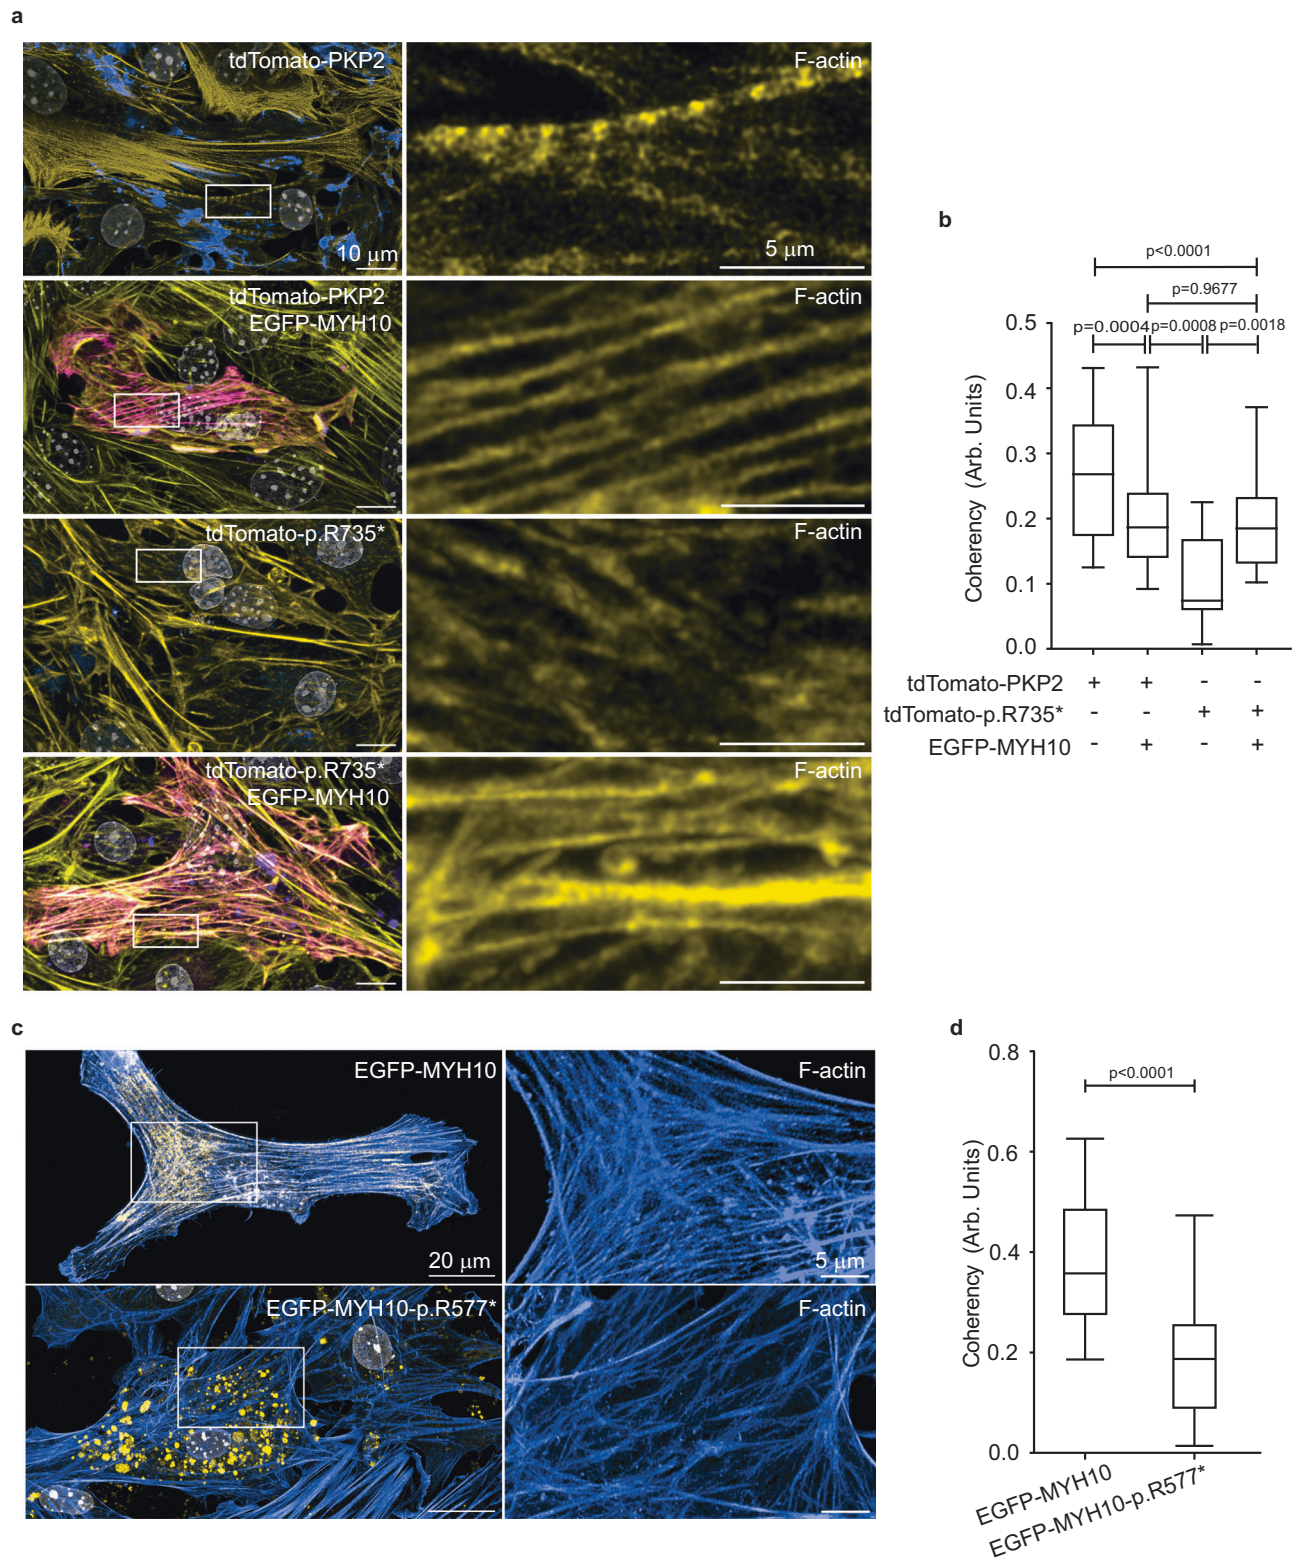 a
tdTomato-PKP2
F-actin
10 μm
5 μm
tdTomato-PKP2
EGFP-MYH10
F-actin
tdTomato-p.R735*
F-actin
tdTomato-p.R735*
EGFP-MYH10
F-actin
b
p<0.0001
p=0.9677
p=0.0004 p=0.0008 p=0.0018
0.5
0.4
0.3
0.2
0.1
0.0
Coherency (Arb. Units)
tdTomato-PKP2 + + - -
tdTomato-p.R735* - - + +
EGFP-MYH10 - + - +
c
EGFP-MYH10
F-actin
20 μm
5 μm
EGFP-MYH10-p.R577*
F-actin
d
0.8
0.6
0.4
0.2
0.0
p<0.0001
Coherency (Arb. Units)
EGFP-MYH10
EGFP-MYH10-p.R577*